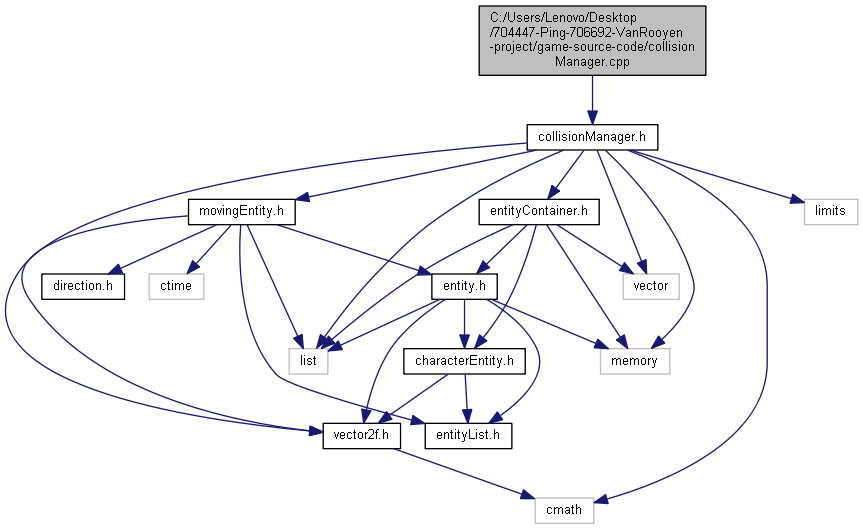 C:/Users/Lenovo/Desktop
/704447-Ping-706692-VanRooyen
-project/game-source-code/collision
Manager.cpp
collisionManager.h
movingEntity.h
entityContainer.h
limits
direction.h
ctime
entity.h
vector
list
characterEntity.h
memory
vector2f.h
entityList.h
cmath